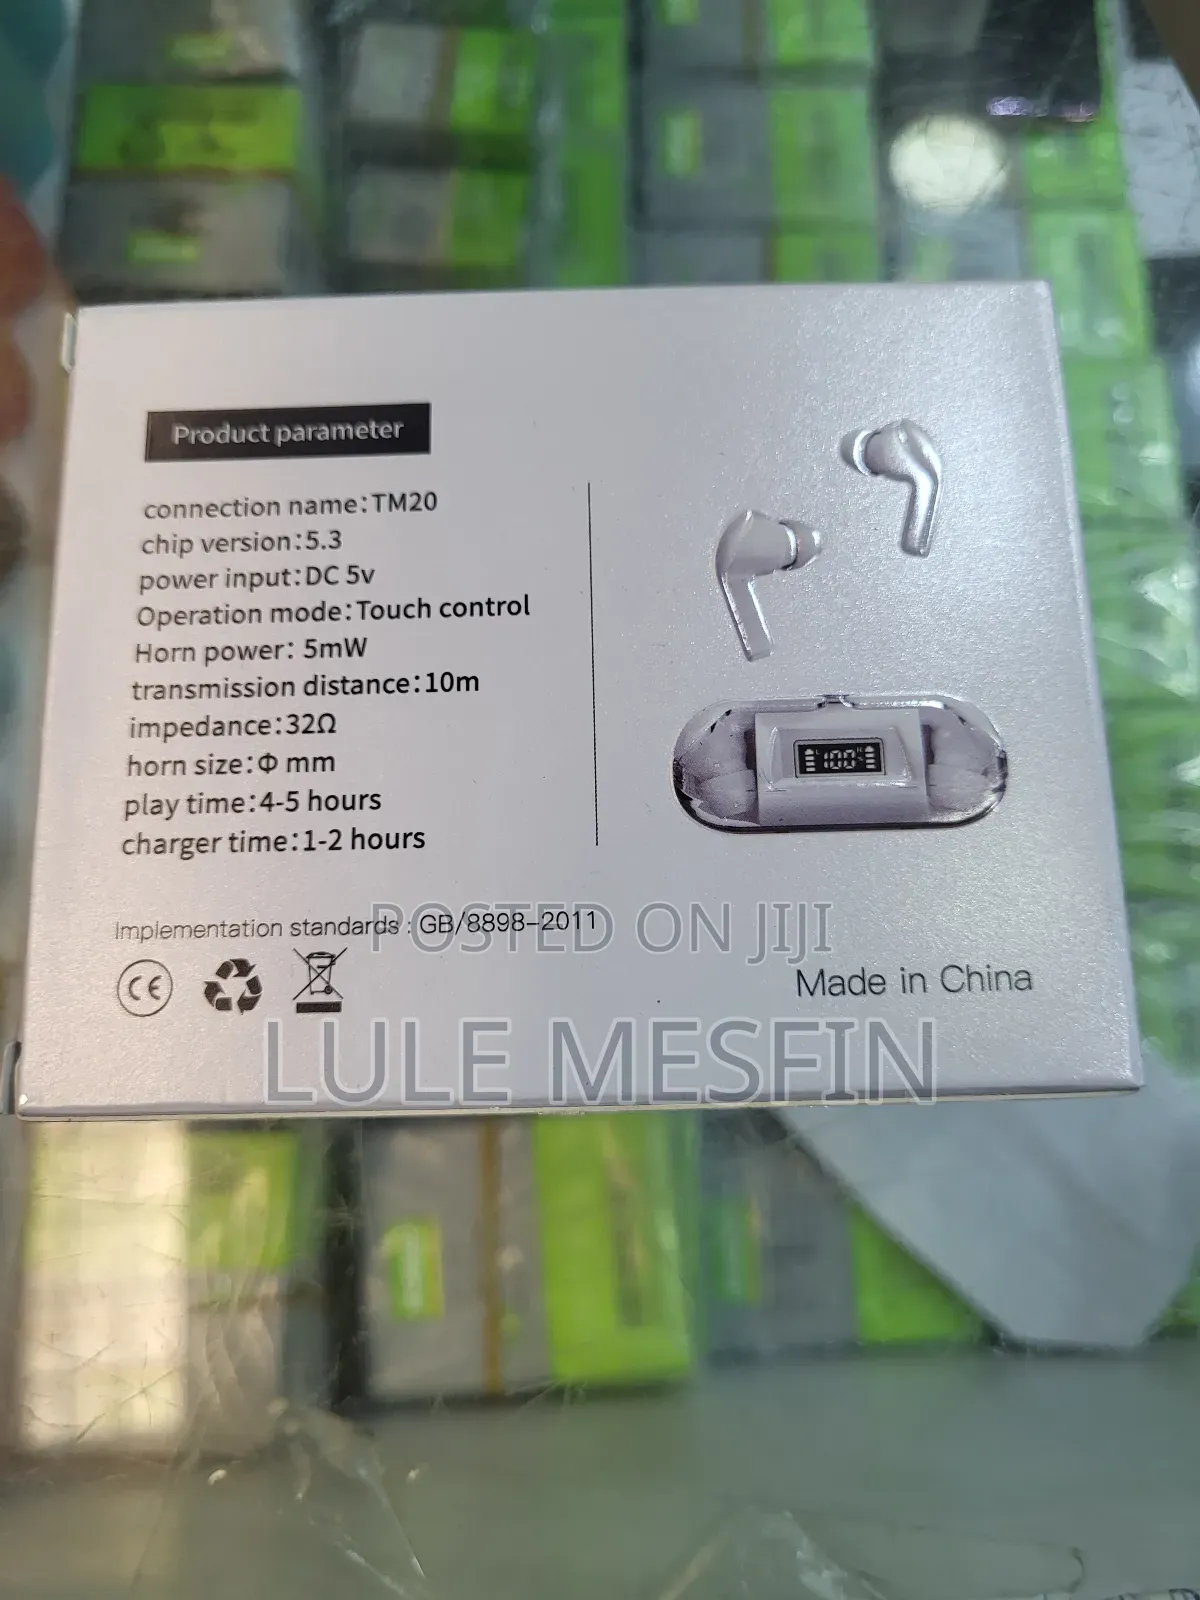 Product parameter
connection name:TM20
chip version:5.3
power input:DC 5v
Operation mode:Touch control
Horn power: 5mW
transmission distance:10m
impedance:32Ω
horn size:Φ mm
play time:4-5 hours
charger time:1-2 hours
100
Implementation standards : GB/8898-2011
POSTED ON JIJI
CE
Made in China
LULE MESFIN